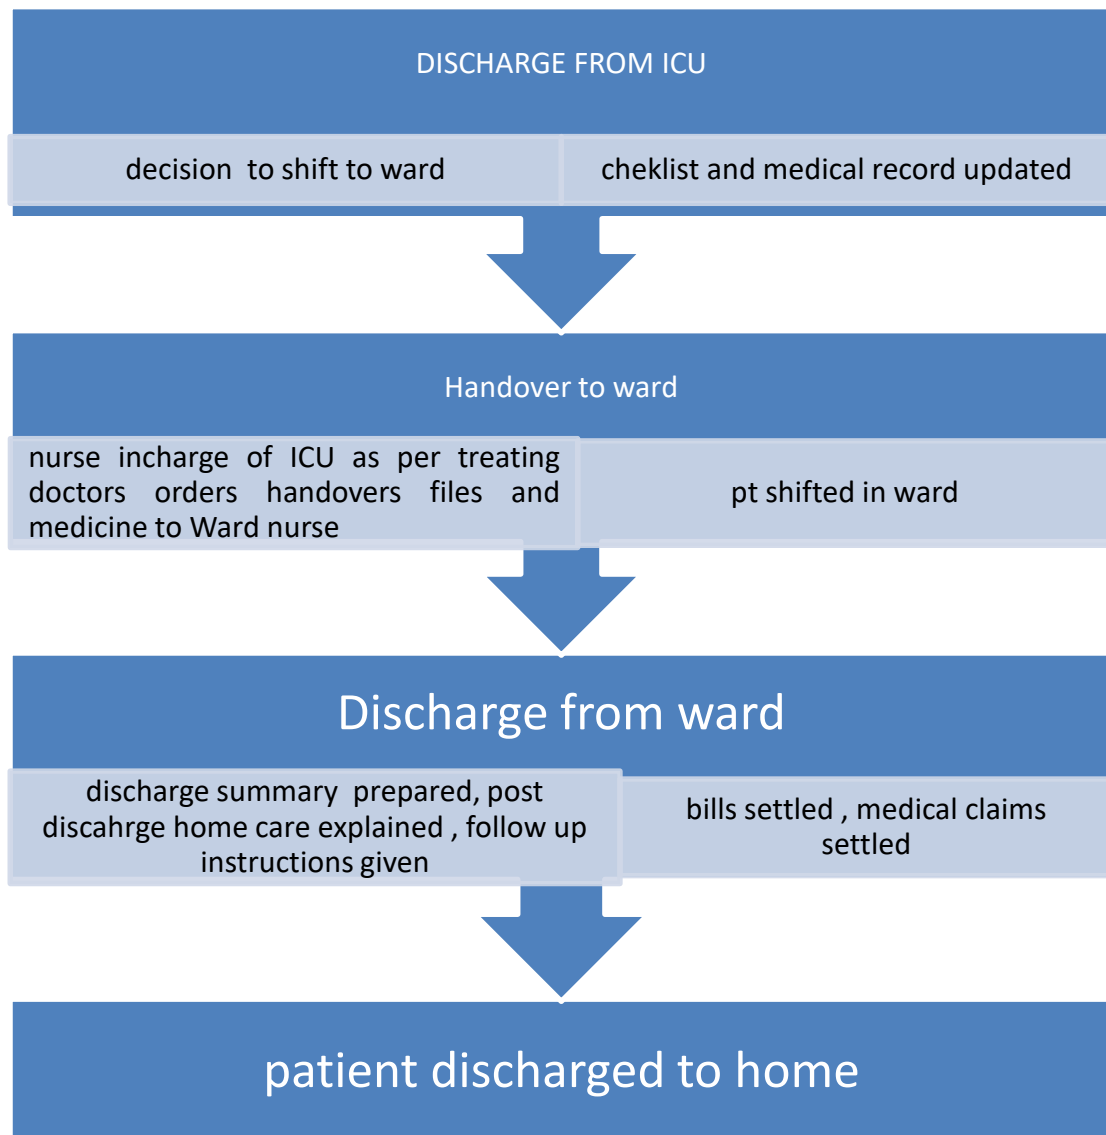 DISCHARGE FROM ICU
decision to shift to ward
cheklist and medical record updated
Handover to ward
nurse incharge of ICU as per treating
doctors orders handovers files and
medicine to Ward nurse
pt shifted in ward
Discharge from ward
discharge summary prepared, post
discahrge home care explained , follow up
instructions given
bills settled , medical claims
settled
patient discharged to home